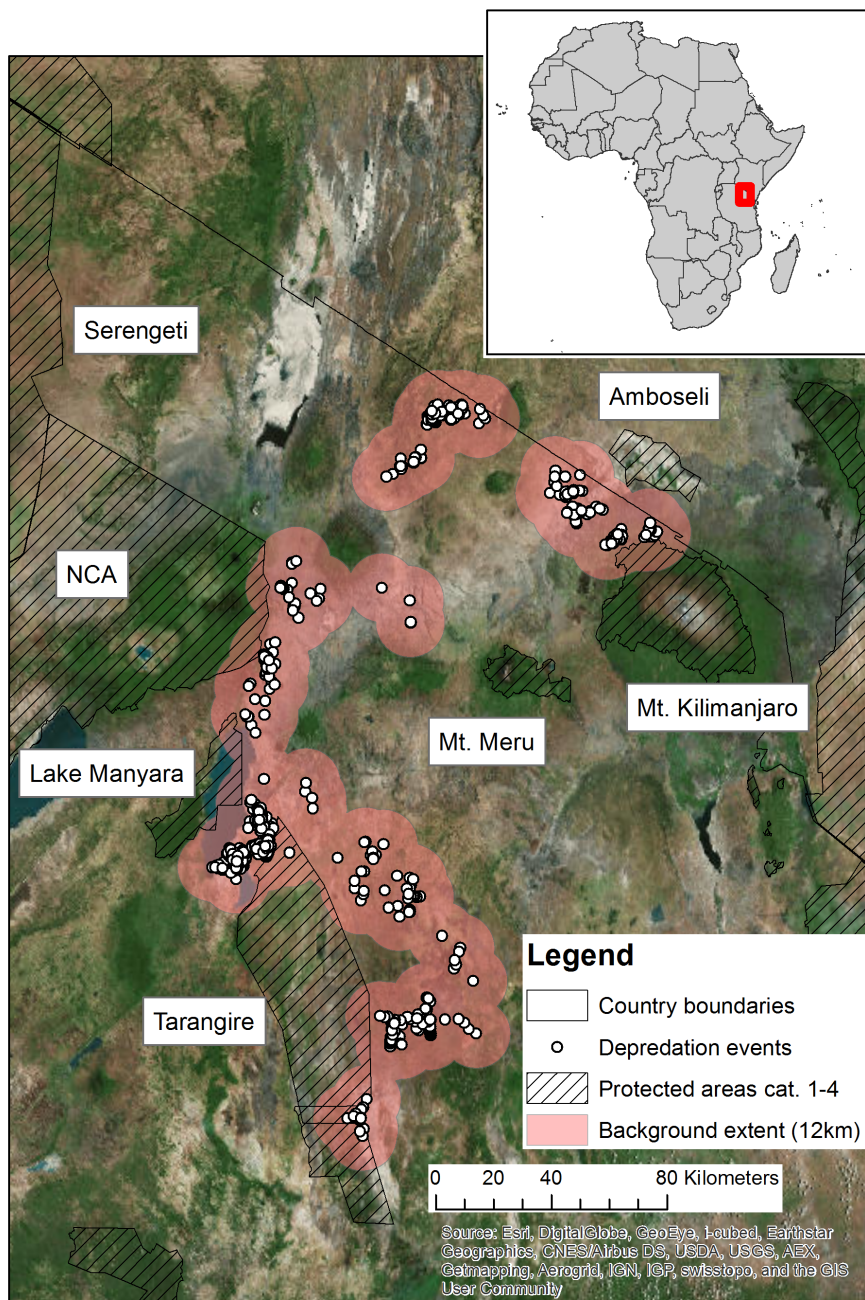 Serengeti
Amboseli
NCA
Mt. Kilimanjaro
Mt. Meru
Lake Manyara
Tarangire
Legend
Country boundaries
Depredation events
Protected areas cat. 1-4
Background extent (12km)
0 20 40 80 Kilometers
Source: Esri, DigitalGlobe, GeoEye, i-cubed, Earthstar
Geographics, CNES/Airbus DS, USDA, USGS, AEX,
Getmapping, Aerogrid, IGN, IGP, swisstopo, and the GIS
User Community